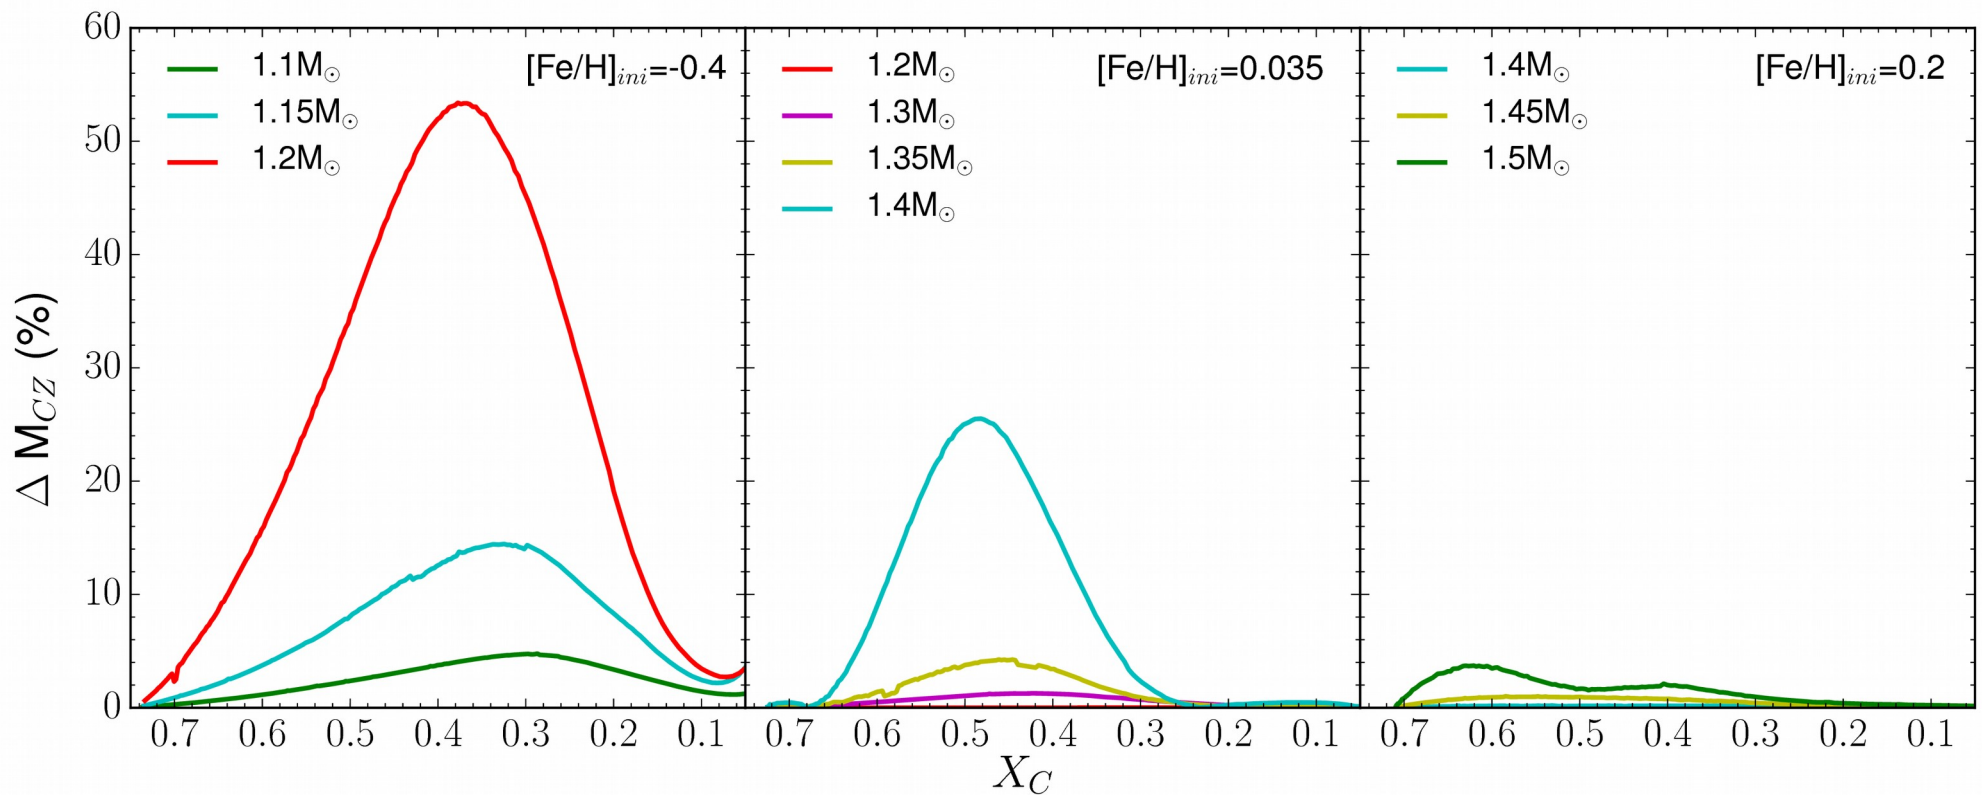 60
50
40
30
20
10
0
Δ M_CZ (%)
1.1M☉
1.15M☉
1.2M☉
[Fe/H]_ini=-0.4
0.7 0.6 0.5 0.4 0.3 0.2 0.1
1.2M☉
1.3M☉
1.35M☉
1.4M☉
[Fe/H]_ini=0.035
0.7 0.6 0.5 0.4 0.3 0.2 0.1
1.4M☉
1.45M☉
1.5M☉
[Fe/H]_ini=0.2
0.7 0.6 0.5 0.4 0.3 0.2 0.1
X_C